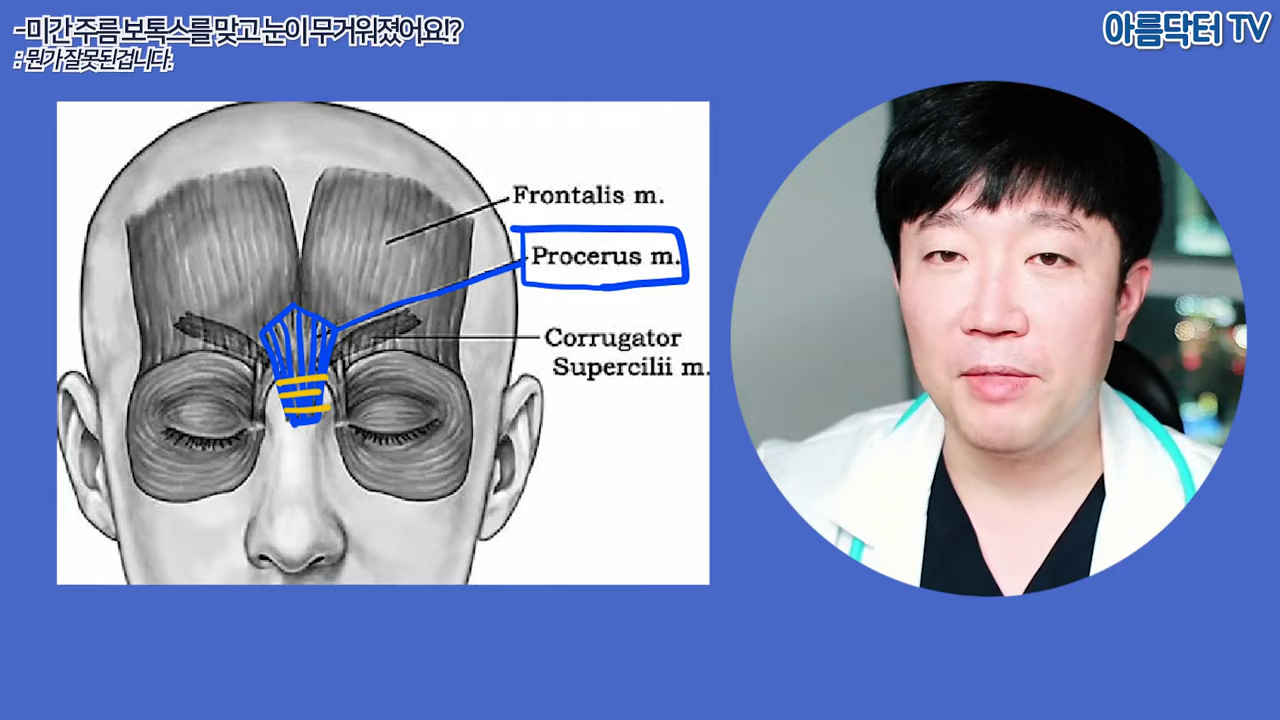 -미간 주름 보톡스를 맞고 눈이 무거워졌어요!?
: 뭔가 잘못된 겁니다.
아름닥터 TV
Frontalis m.
Procerus m.
Corrugator
Supercilii m.